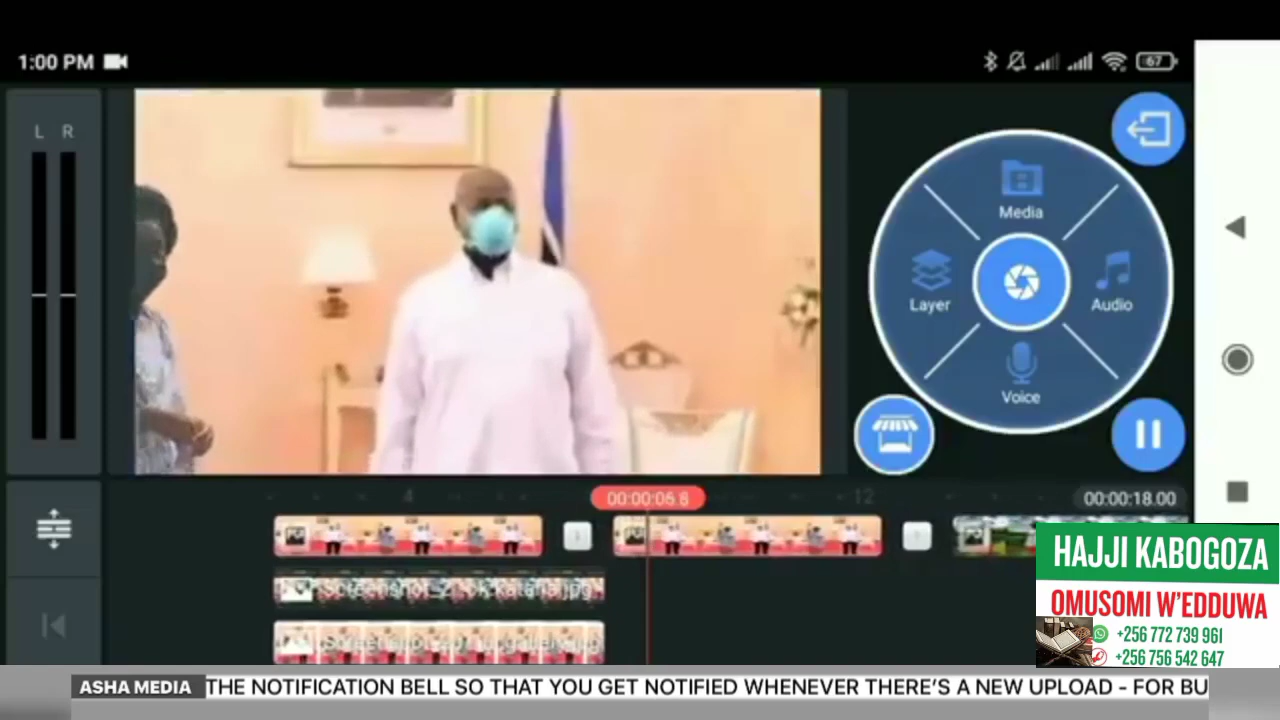 1:00 PM
67
L R
Media
Layer
Audio
Voice
4
00:00:06 8
12
00:00:18.00
HAJJI KABOGOZA
OMUSOMI W'EDDUWA
+256 772 739 961
+256 756 542 647
ASHA MEDIA THE NOTIFICATION BELL SO THAT YOU GET NOTIFIED WHENEVER THERE'S A NEW UPLOAD - FOR BU